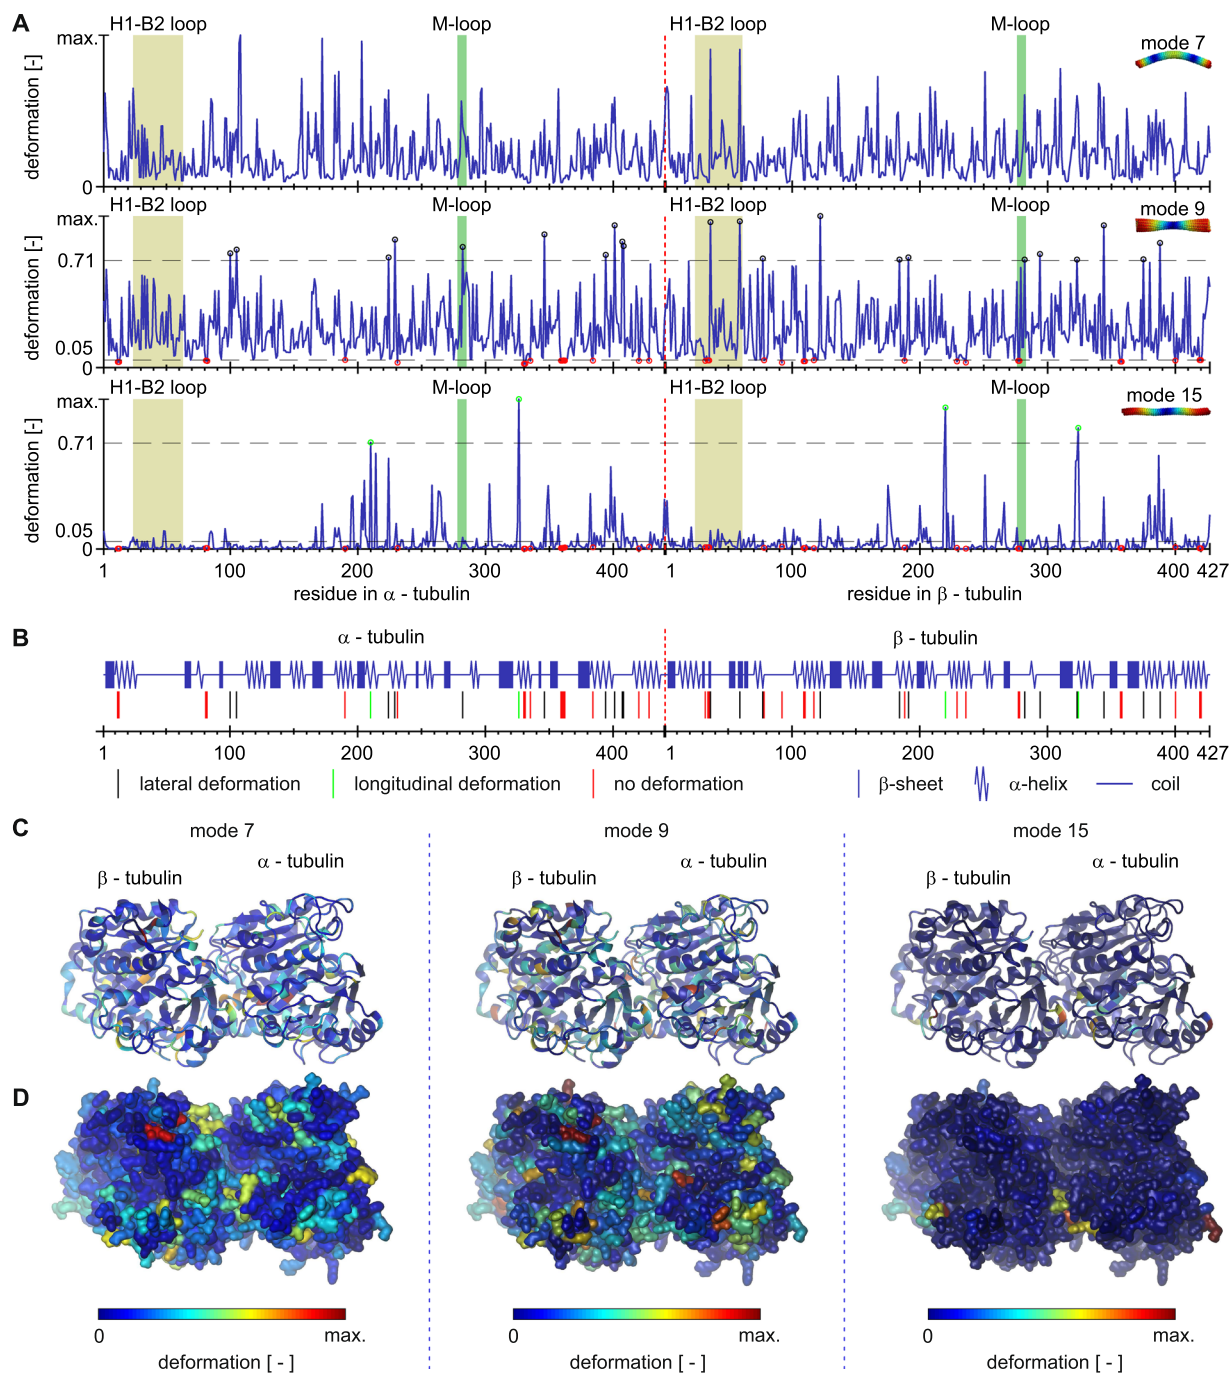 A
H1-B2 loop M-loop H1-B2 loop M-loop
max.
mode 7
deformation [-]
0
H1-B2 loop M-loop H1-B2 loop M-loop
max.
mode 9
0.71
deformation [-]
0.05
0
H1-B2 loop M-loop H1-B2 loop M-loop
max.
mode 15
0.71
deformation [-]
0.05
0
1 100 200 300 400 1 100 200 300 400 427
residue in α - tubulin residue in β - tubulin
B
α - tubulin β - tubulin
1 100 200 300 400 1 100 200 300 400 427
lateral deformation longitudinal deformation no deformation β-sheet α-helix coil
C
mode 7 mode 9 mode 15
β - tubulin α - tubulin β - tubulin α - tubulin β - tubulin α - tubulin
D
0 max. 0 max. 0 max.
deformation [ - ] deformation [ - ] deformation [ - ]